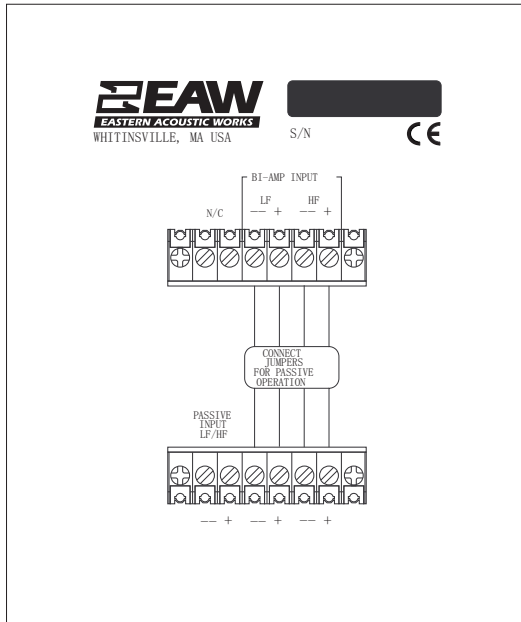 EAW
EASTERN ACOUSTIC WORKS
WHITINSVILLE, MA USA
S/N
CE
BI-AMP INPUT
LF HF
N/C
-- + -- +
CONNECT
JUMPERS
FOR PASSIVE
OPERATION
PASSIVE
INPUT
LF/HF
-- + -- + -- +